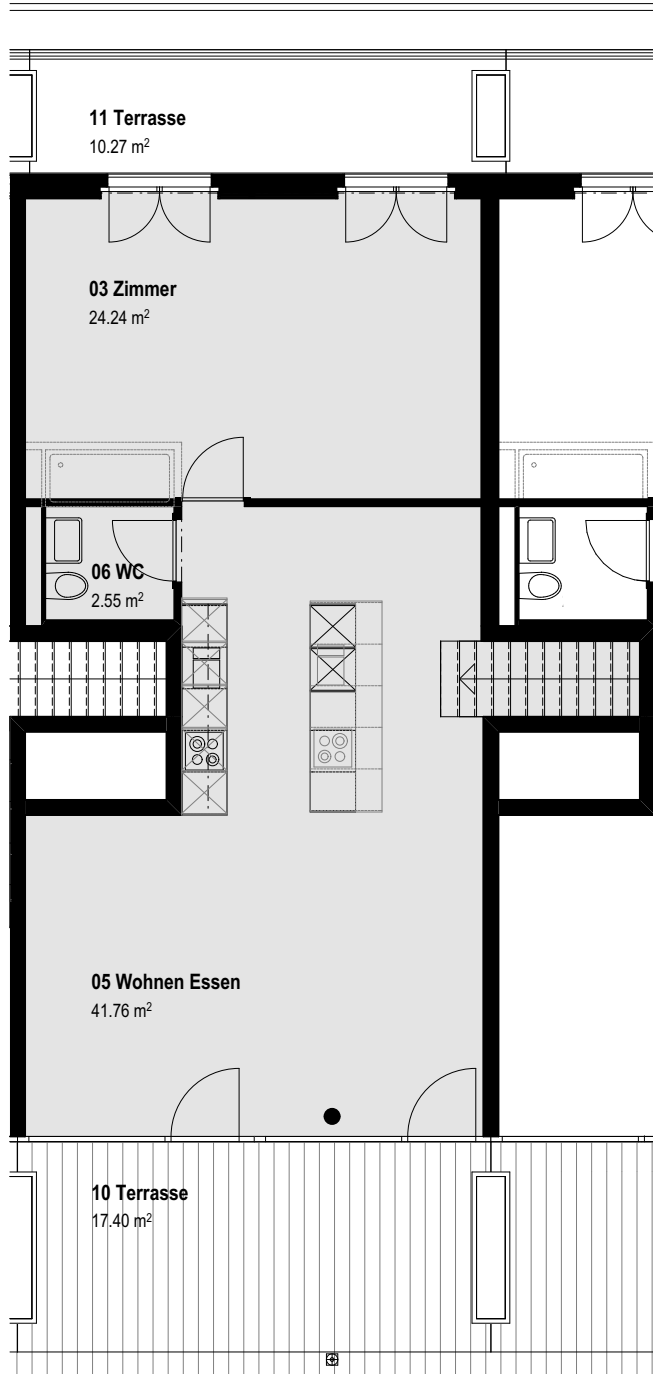 11 Terrasse
10.27 m²
03 Zimmer
24.24 m²
06 WC
2.55 m²
05 Wohnen Essen
41.76 m²
10 Terrasse
17.40 m²